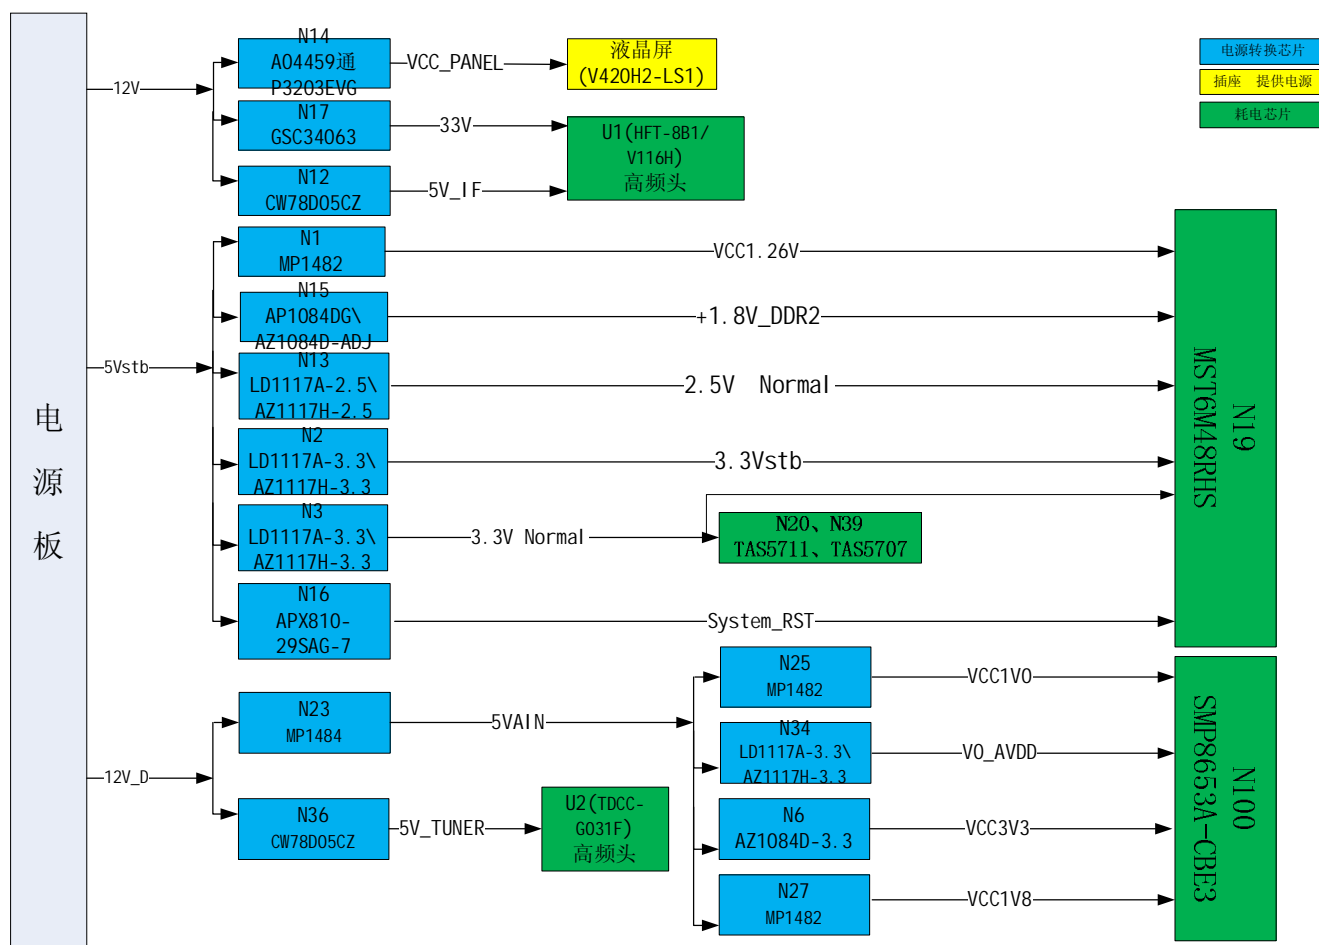 电源板
12V
5Vstb
12V_D
N14
AO4459通
P3203EVG
VCC_PANEL
液晶屏
(V420H2-LS1)
N17
GSC34063
33V
N12
CW78D05CZ
5V_IF
U1(HFT-8B1/
V116H)
高频头
N1
MP1482
VCC1.26V
N15
AP1084DG\
AZ1084D-ADJ
+1.8V_DDR2
N13
LD1117A-2.5\
AZ1117H-2.5
2.5V Normal
N2
LD1117A-3.3\
AZ1117H-3.3
3.3Vstb
N3
LD1117A-3.3\
AZ1117H-3.3
3.3V Normal
N20、N39
TAS5711、TAS5707
N16
APX810-
29SAG-7
System_RST
N19
MST6M48RHS
N23
MP1484
5VAIN
N36
CW78D05CZ
5V_TUNER
U2(TDCC-
G031F)
高频头
N25
MP1482
VCC1V0
N34
LD1117A-3.3\
AZ1117H-3.3
VO_AVDD
N6
AZ1084D-3.3
VCC3V3
N27
MP1482
VCC1V8
N100
SMP8653A-CBE3
电源转换芯片
插座 提供电源
耗电芯片